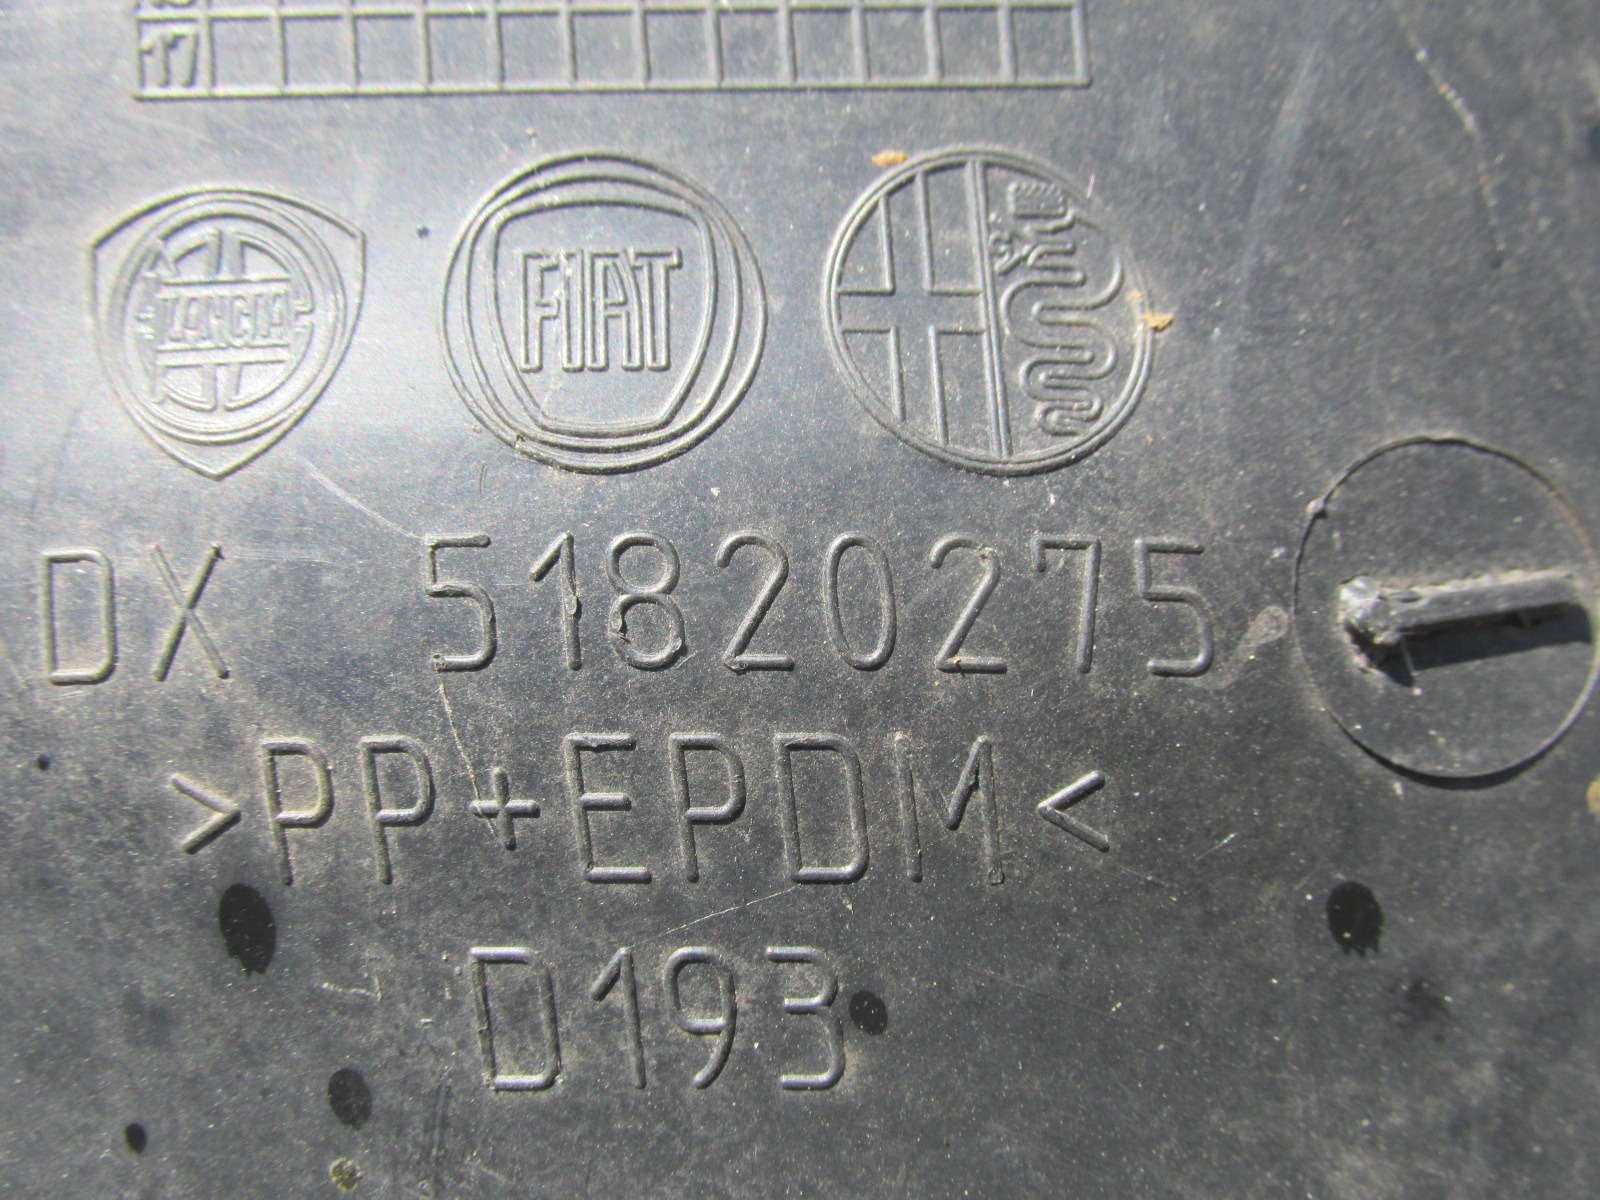 17
LANCIA
FIAT
DX 51820275
>PP+EPDM<
D193